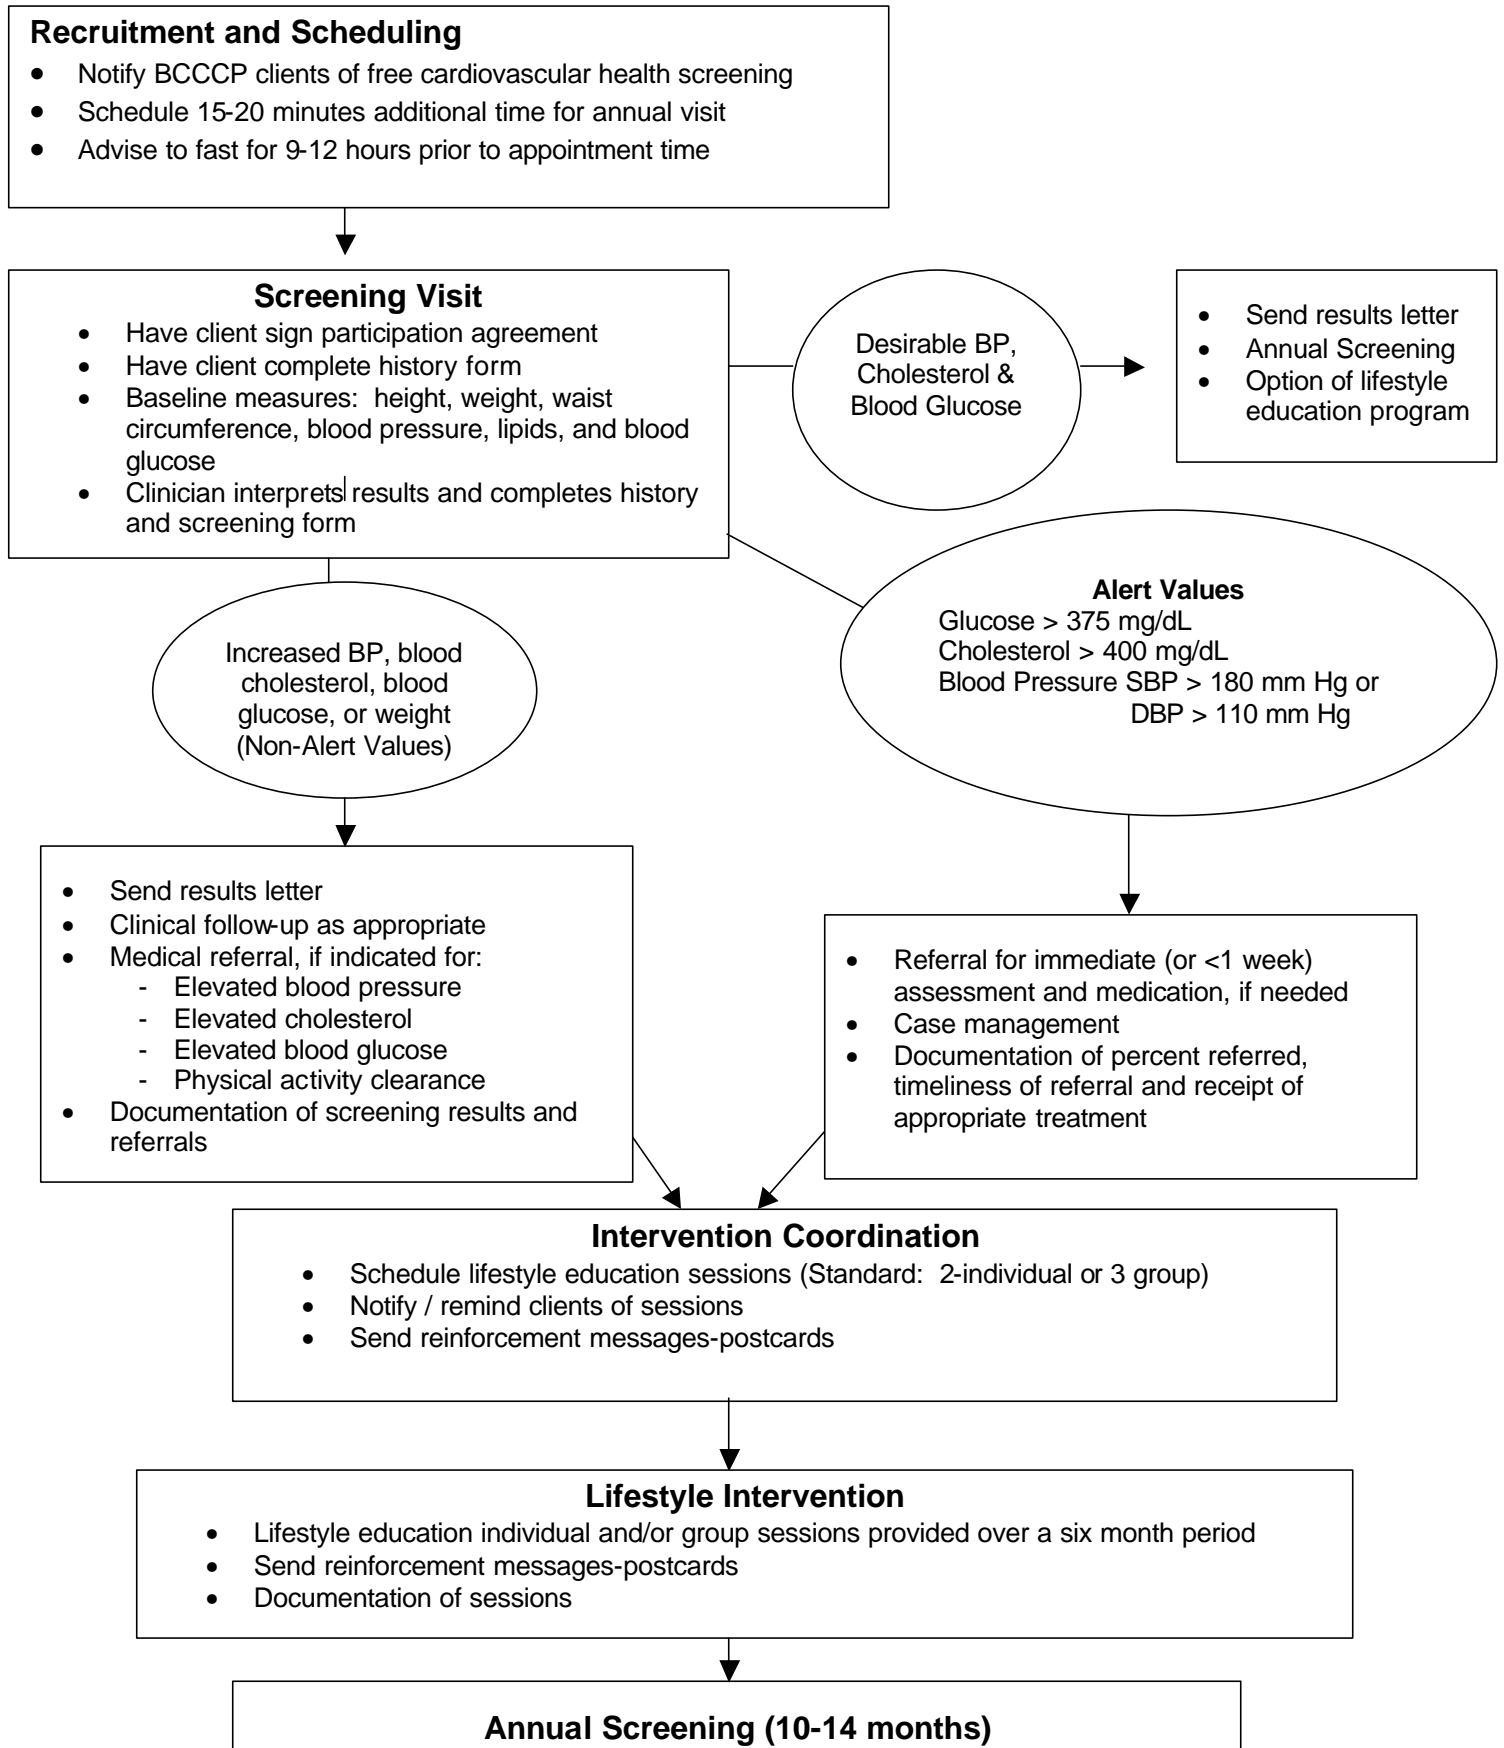 Recruitment and Scheduling
• Notify BCCCP clients of free cardiovascular health screening
• Schedule 15-20 minutes additional time for annual visit
• Advise to fast for 9-12 hours prior to appointment time
Screening Visit
• Have client sign participation agreement
• Have client complete history form
• Baseline measures: height, weight, waist
circumference, blood pressure, lipids, and blood
glucose
• Clinician interprets results and completes history
and screening form
Desirable BP,
Cholesterol &
Blood Glucose
• Send results letter
• Annual Screening
• Option of lifestyle
education program
Increased BP, blood
cholesterol, blood
glucose, or weight
(Non-Alert Values)
Alert Values
Glucose > 375 mg/dL
Cholesterol > 400 mg/dL
Blood Pressure SBP > 180 mm Hg or
DBP > 110 mm Hg
• Send results letter
• Clinical follow-up as appropriate
• Medical referral, if indicated for:
- Elevated blood pressure
- Elevated cholesterol
- Elevated blood glucose
- Physical activity clearance
• Documentation of screening results and
referrals
• Referral for immediate (or <1 week)
assessment and medication, if needed
• Case management
• Documentation of percent referred,
timeliness of referral and receipt of
appropriate treatment
Intervention Coordination
• Schedule lifestyle education sessions (Standard: 2-individual or 3 group)
• Notify / remind clients of sessions
• Send reinforcement messages-postcards
Lifestyle Intervention
• Lifestyle education individual and/or group sessions provided over a six month period
• Send reinforcement messages-postcards
• Documentation of sessions
Annual Screening (10-14 months)